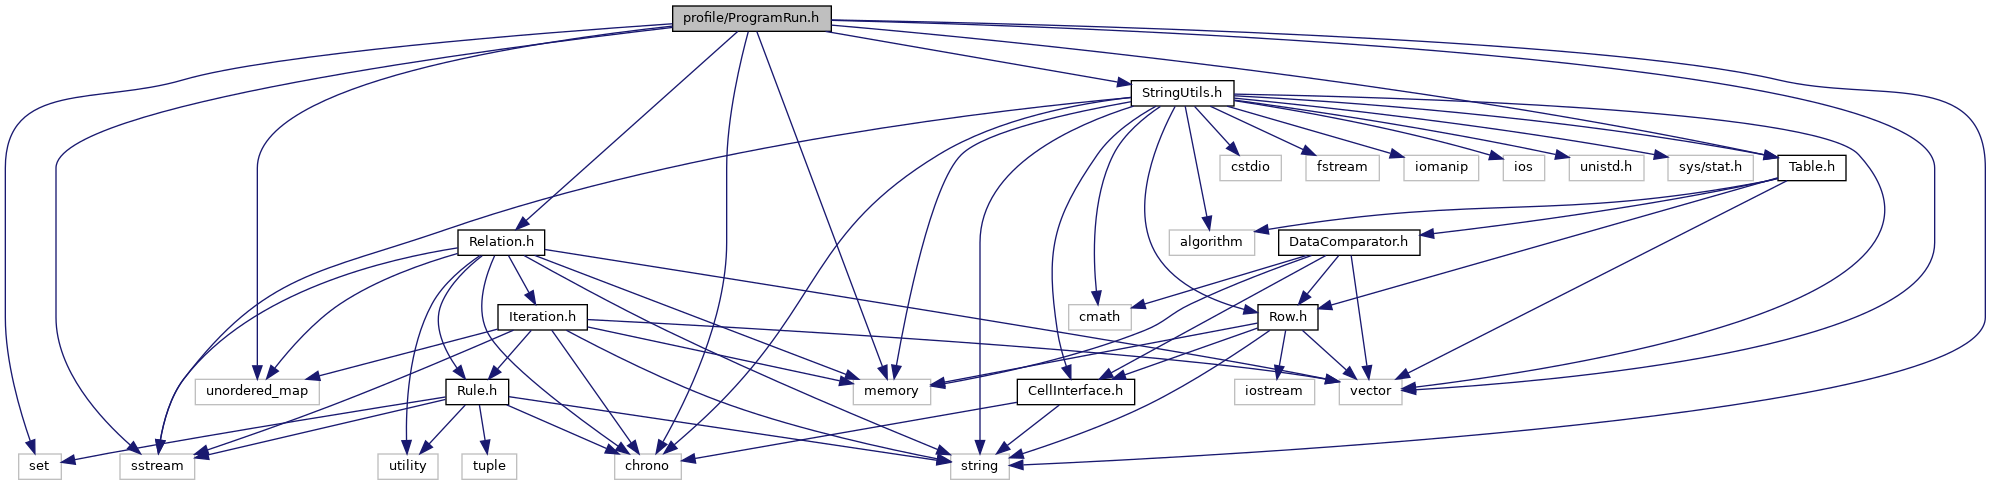 profile/ProgramRun.h
StringUtils.h
cstdio
fstream
iomanip
ios
unistd.h
sys/stat.h
Table.h
Relation.h
algorithm
DataComparator.h
Iteration.h
cmath
Row.h
unordered_map
Rule.h
memory
CellInterface.h
iostream
vector
set
sstream
utility
tuple
chrono
string